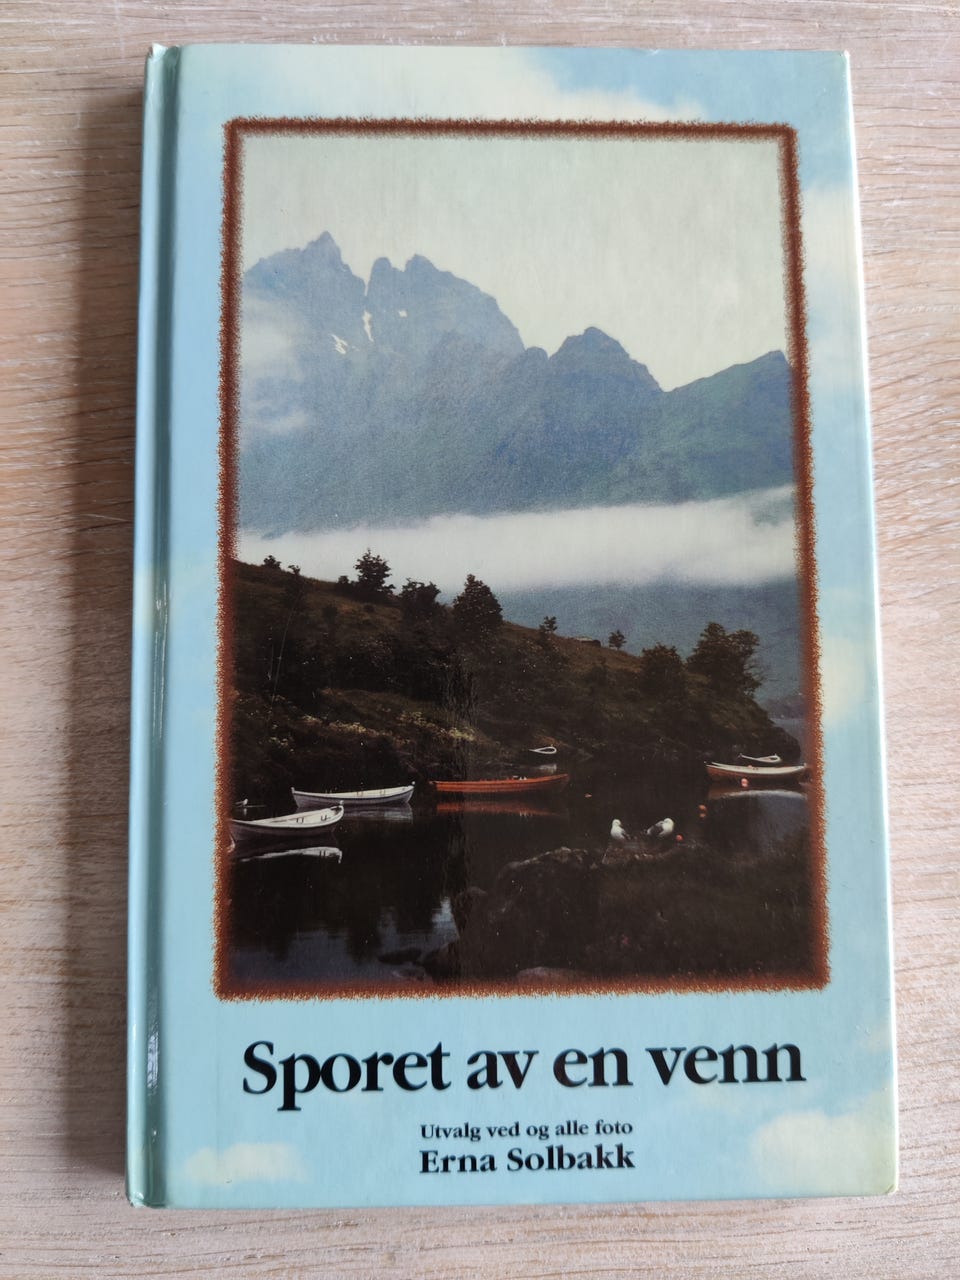 Sporet av en venn
Utvalg ved og alle foto
Erna Solbakk